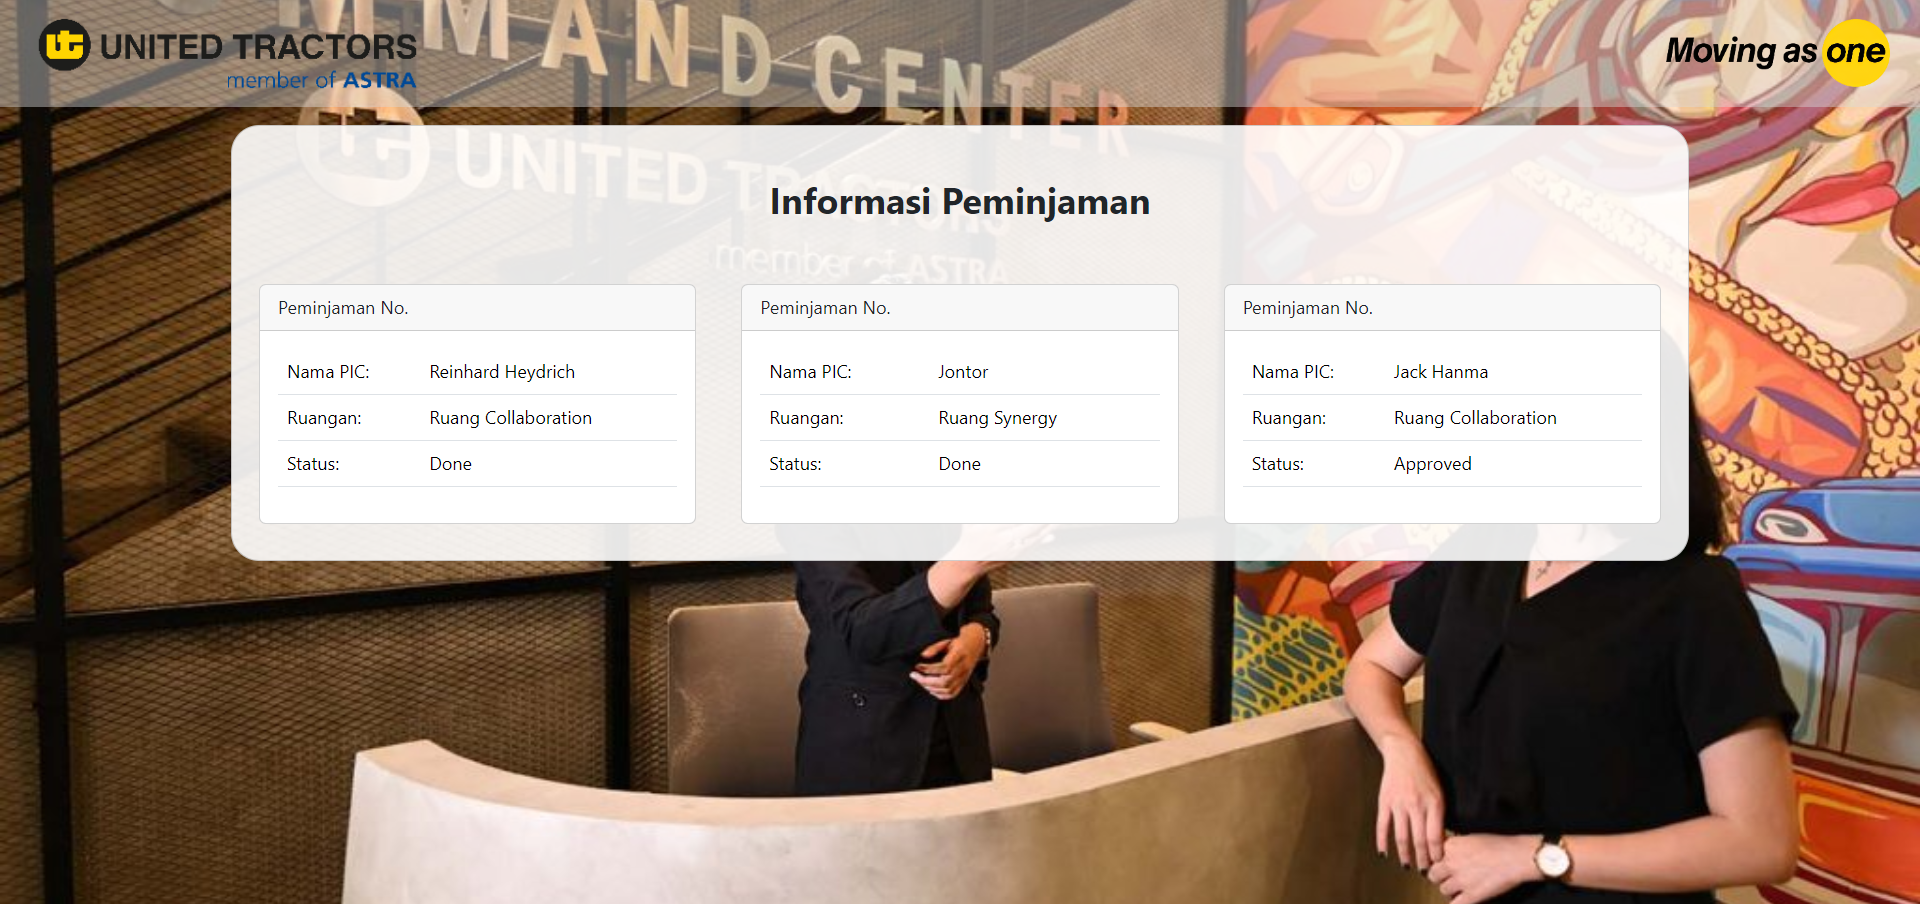 MMAND CENTER
UNITED TRACTORS
member of ASTRA
Moving as one
UNITED TRACTORS
member of ASTRA
Informasi Peminjaman
Peminjaman No.
Nama PIC: Reinhard Heydrich
Ruangan: Ruang Collaboration
Status: Done
Peminjaman No.
Nama PIC: Jontor
Ruangan: Ruang Synergy
Status: Done
Peminjaman No.
Nama PIC: Jack Hanma
Ruangan: Ruang Collaboration
Status: Approved